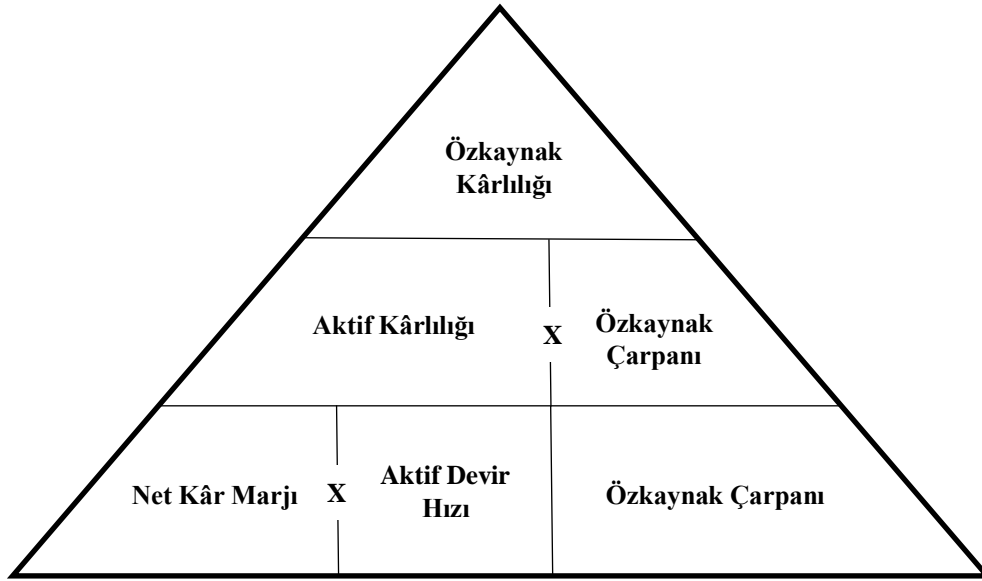 Özkaynak
Kârlılığı
Aktif Kârlılığı
X
Özkaynak
Çarpanı
Net Kâr Marjı
X
Aktif Devir
Hızı
Özkaynak Çarpanı